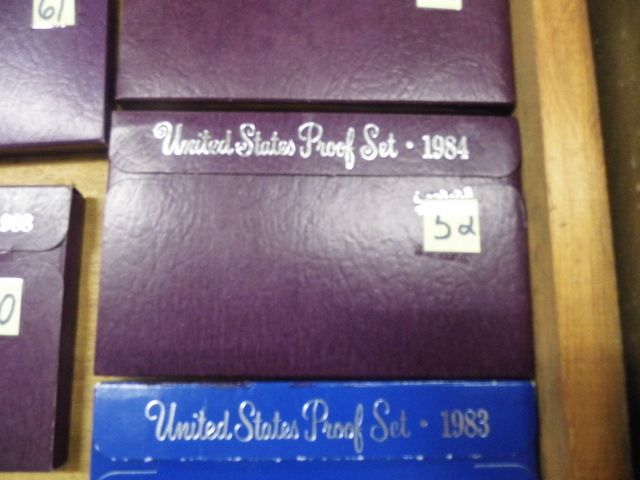 61
United States Proof Set · 1984
52
United States Proof Set · 1983